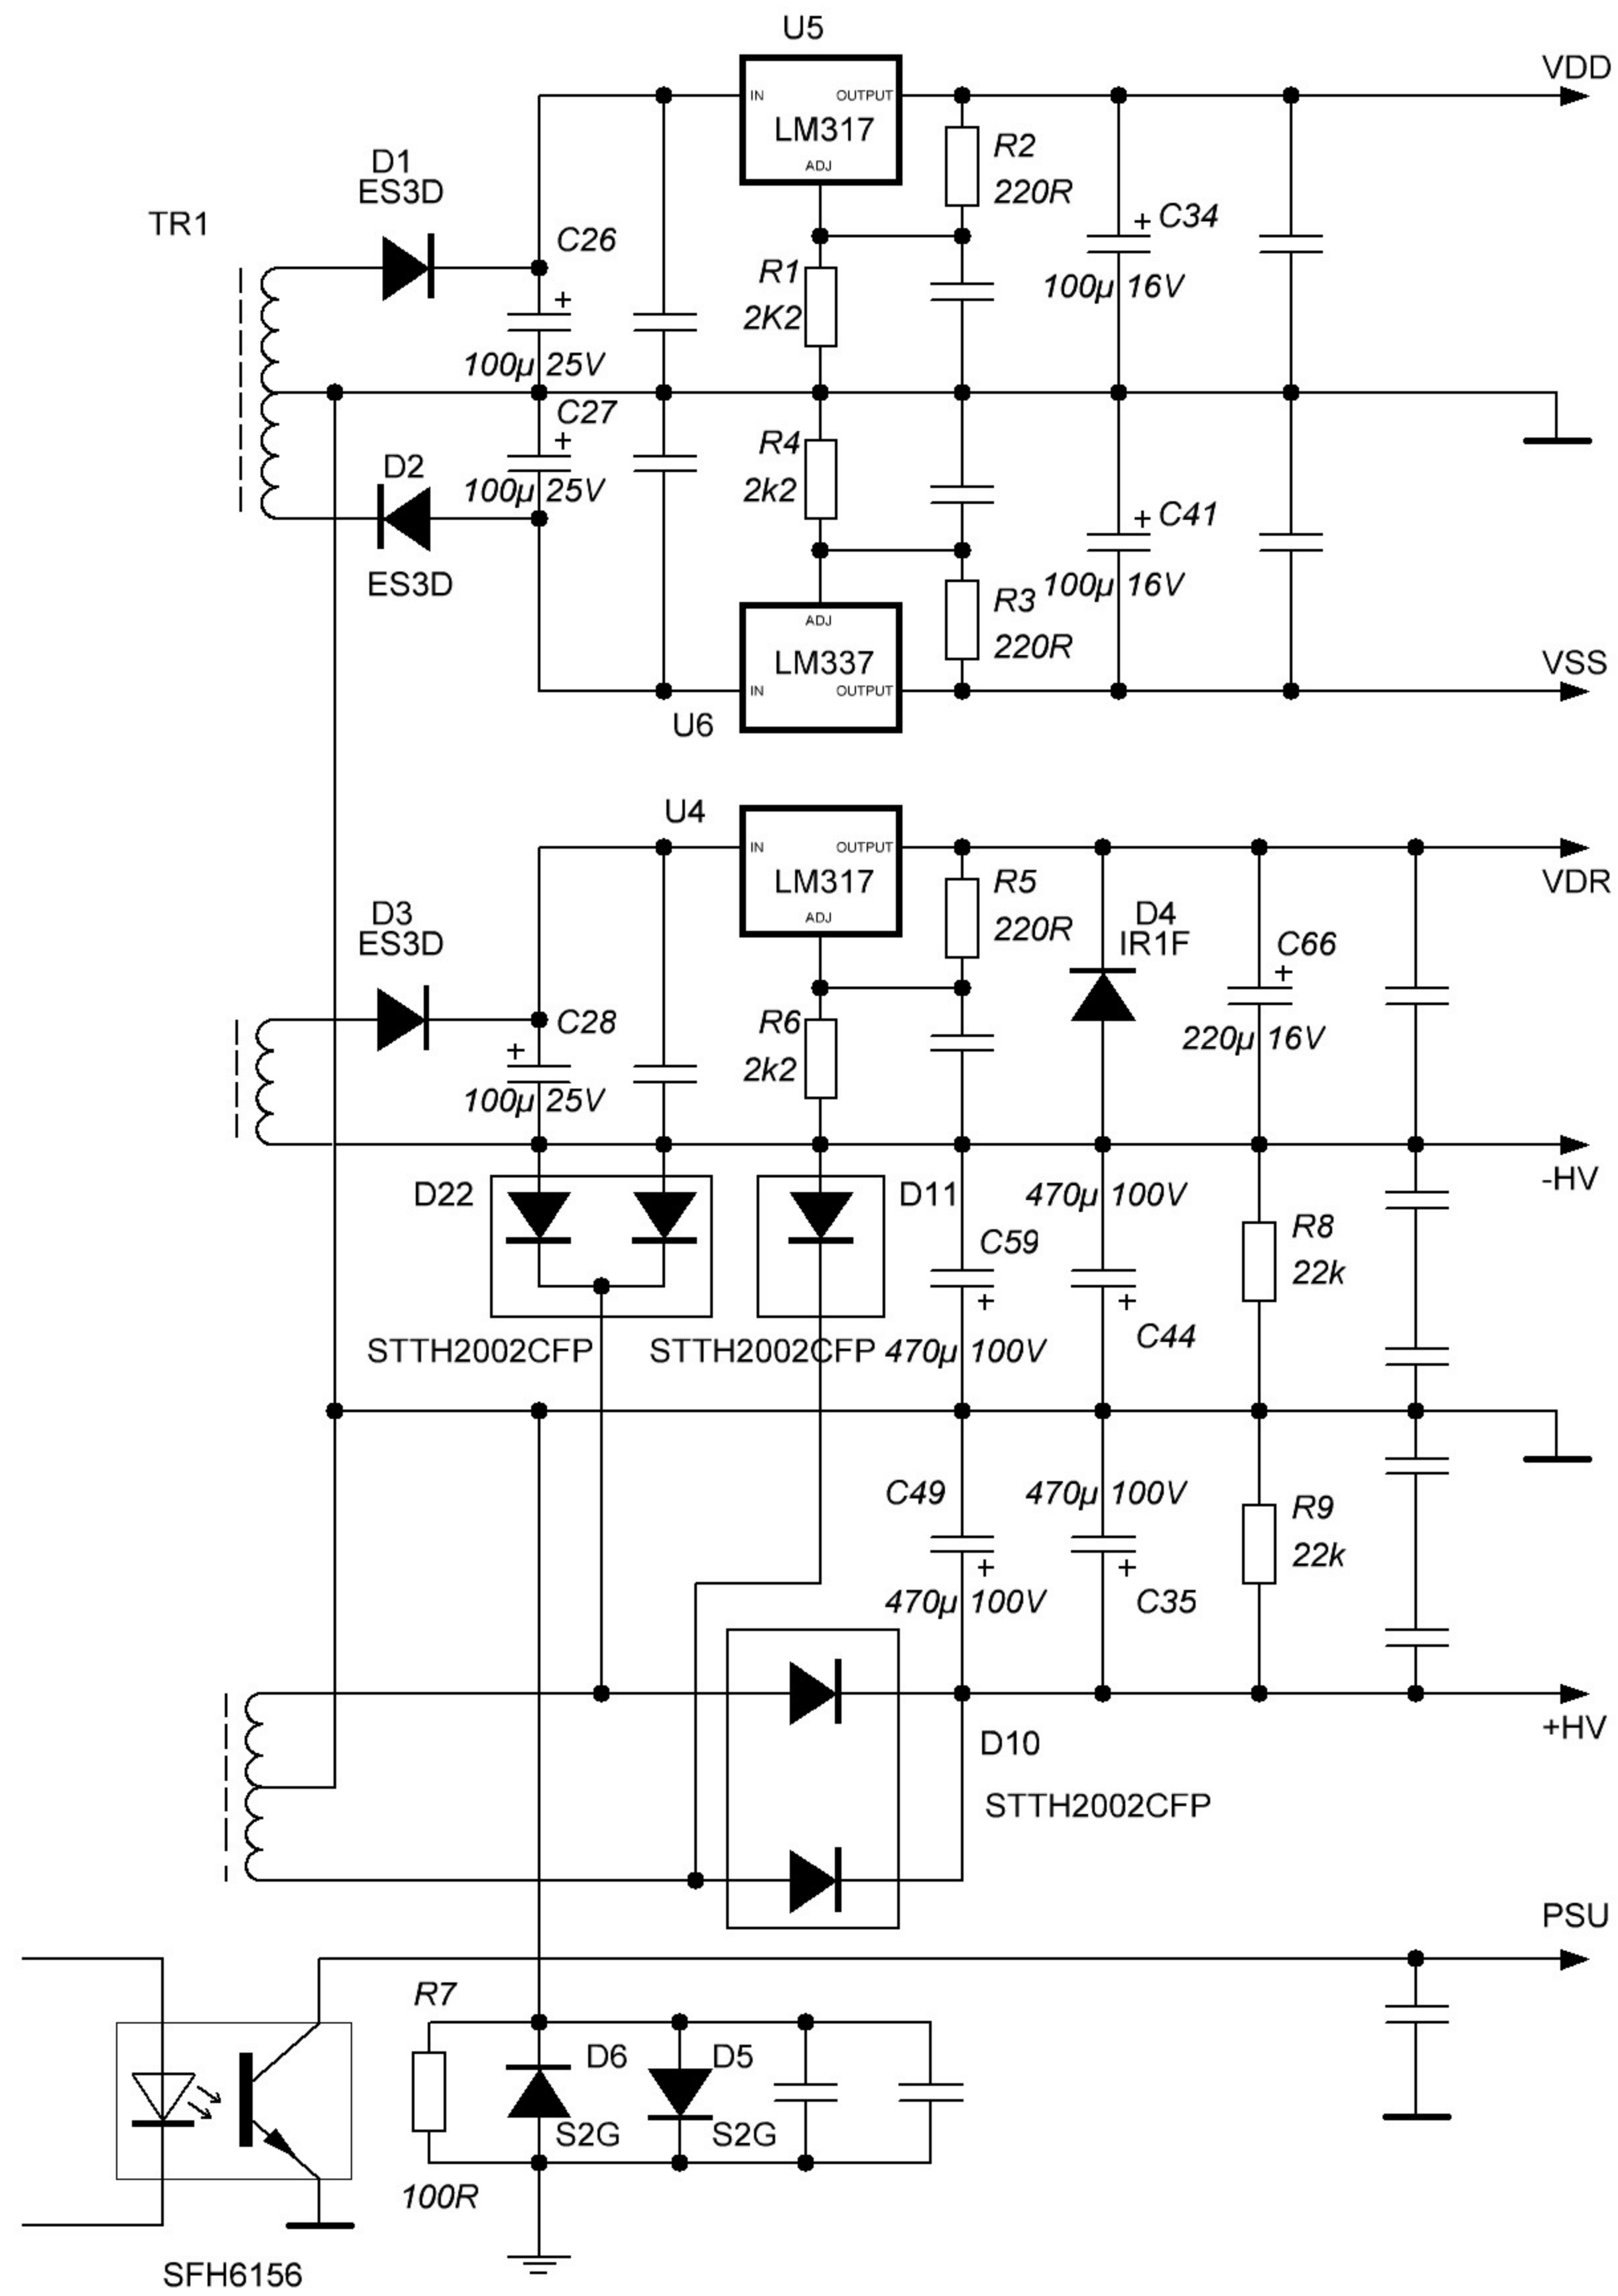 U5
VDD
IN
OUTPUT
LM317
ADJ
R2
220R
D1
ES3D
TR1
C26
+
100µ 25V
R1
2K2
+ C34
100µ 16V
C27
+
100µ 25V
D2
ES3D
R4
2k2
+ C41
100µ 16V
R3
220R
ADJ
LM337
IN
OUTPUT
U6
VSS
U4
IN
OUTPUT
LM317
ADJ
VDR
R5
220R
D4
IR1F
C66
+
220µ 16V
D3
ES3D
C28
+
100µ 25V
R6
2k2
-HV
D22
D11
470µ 100V
C59
+
+
C44
R8
22k
STTH2002CFP
STTH2002CFP
470µ 100V
C49
470µ 100V
R9
22k
+
+
470µ 100V
C35
+HV
D10
STTH2002CFP
PSU
R7
D6
D5
S2G
S2G
100R
SFH6156